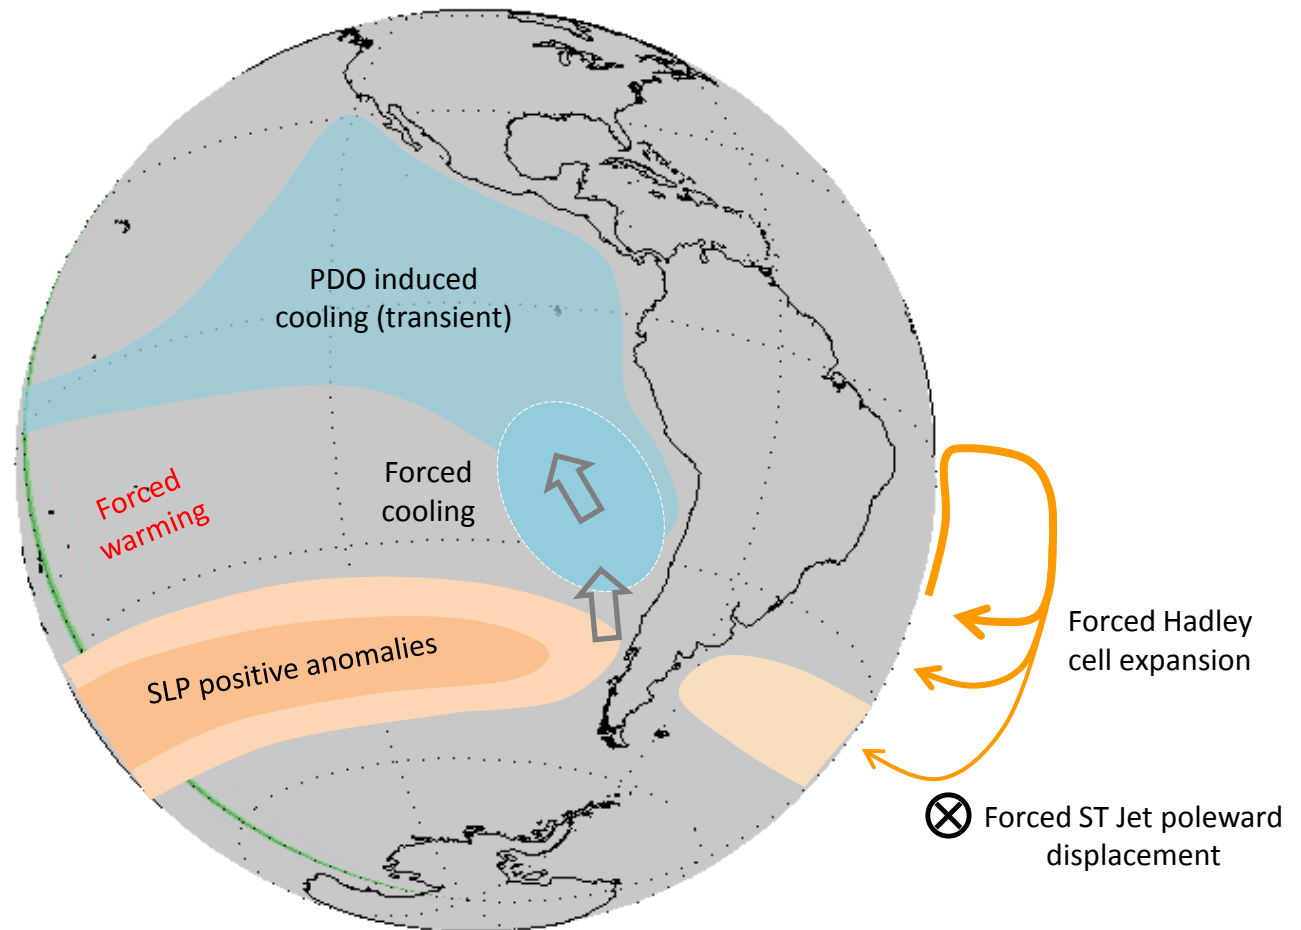 PDO induced
cooling (transient)
Forced
cooling
Forced
warming
SLP positive anomalies
Forced Hadley
cell expansion
Forced ST Jet poleward
displacement